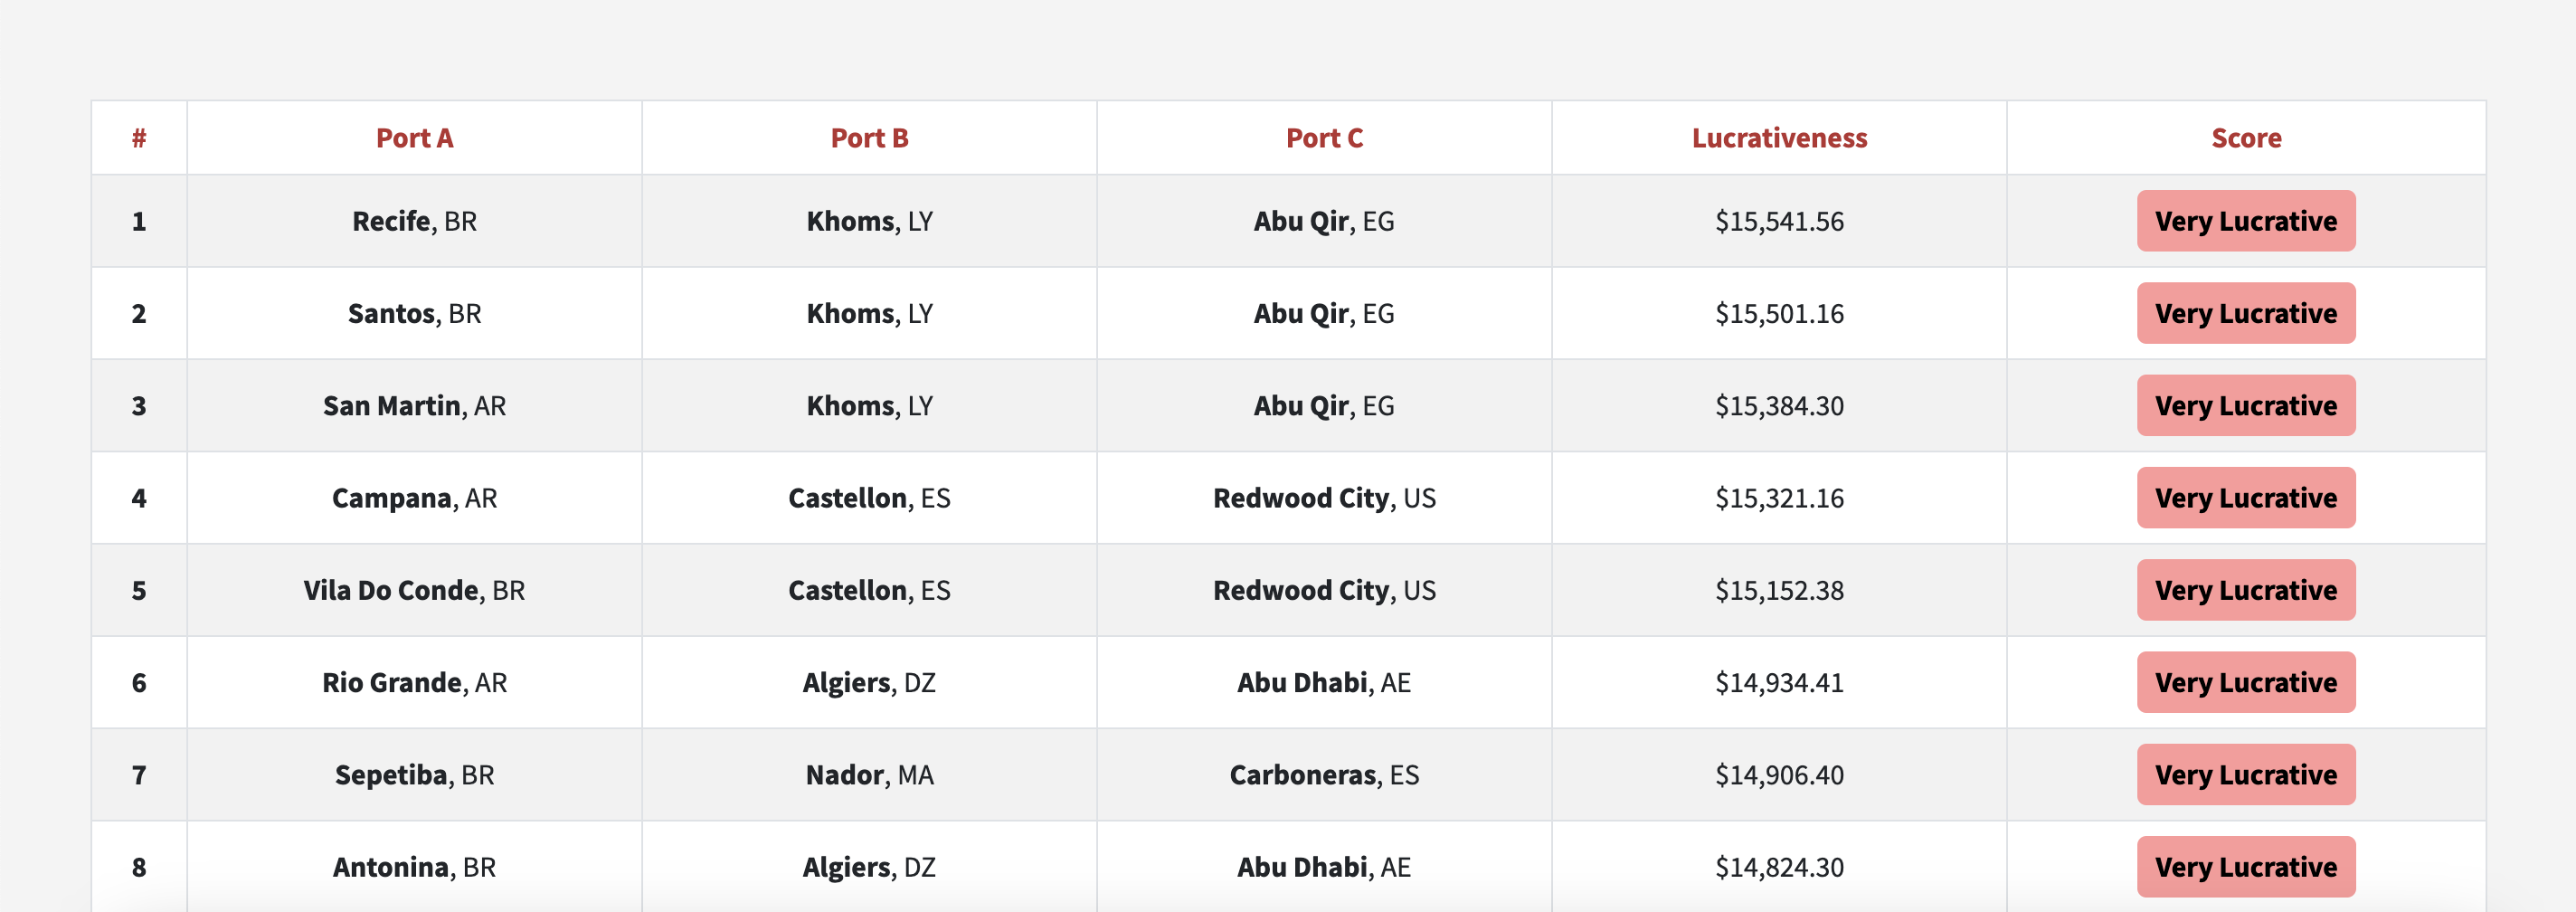 # Port A Port B Port C Lucrativeness Score
1 Recife, BR Khoms, LY Abu Qir, EG $15,541.56 Very Lucrative
2 Santos, BR Khoms, LY Abu Qir, EG $15,501.16 Very Lucrative
3 San Martin, AR Khoms, LY Abu Qir, EG $15,384.30 Very Lucrative
4 Campana, AR Castellon, ES Redwood City, US $15,321.16 Very Lucrative
5 Vila Do Conde, BR Castellon, ES Redwood City, US $15,152.38 Very Lucrative
6 Rio Grande, AR Algiers, DZ Abu Dhabi, AE $14,934.41 Very Lucrative
7 Sepetiba, BR Nador, MA Carboneras, ES $14,906.40 Very Lucrative
8 Antonina, BR Algiers, DZ Abu Dhabi, AE $14,824.30 Very Lucrative